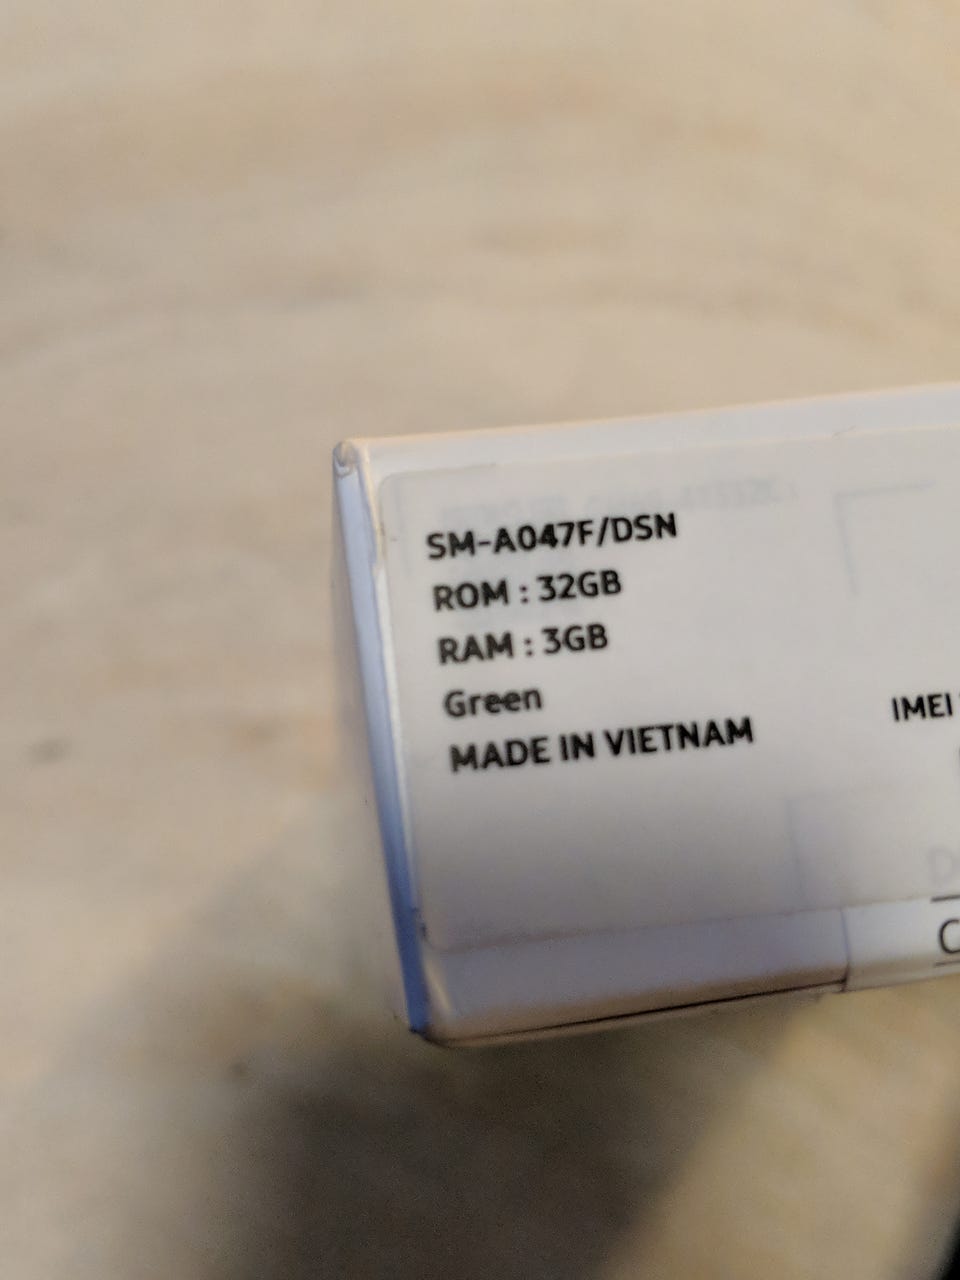 SM-A047F/DSN
ROM : 32GB
RAM : 3GB
Green
MADE IN VIETNAM
IMEI